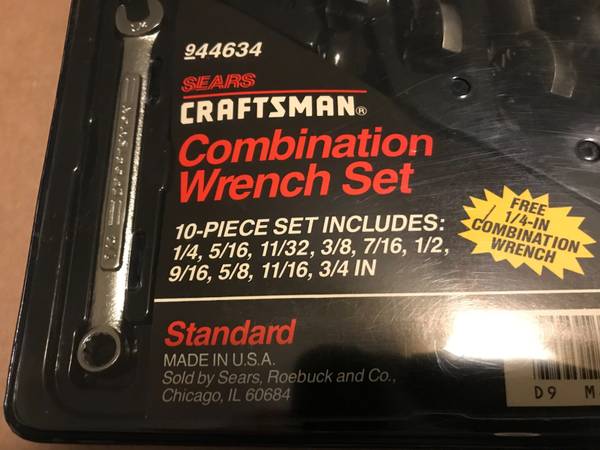 944634
SEARS
CRAFTSMAN®
Combination
Wrench Set
10-PIECE SET INCLUDES:
1/4, 5/16, 11/32, 3/8, 7/16, 1/2,
9/16, 5/8, 11/16, 3/4 IN
FREE
1/4-IN
COMBINATION
WRENCH
Standard
MADE IN U.S.A.
Sold by Sears, Roebuck and Co.,
Chicago, IL 60684
D9 M